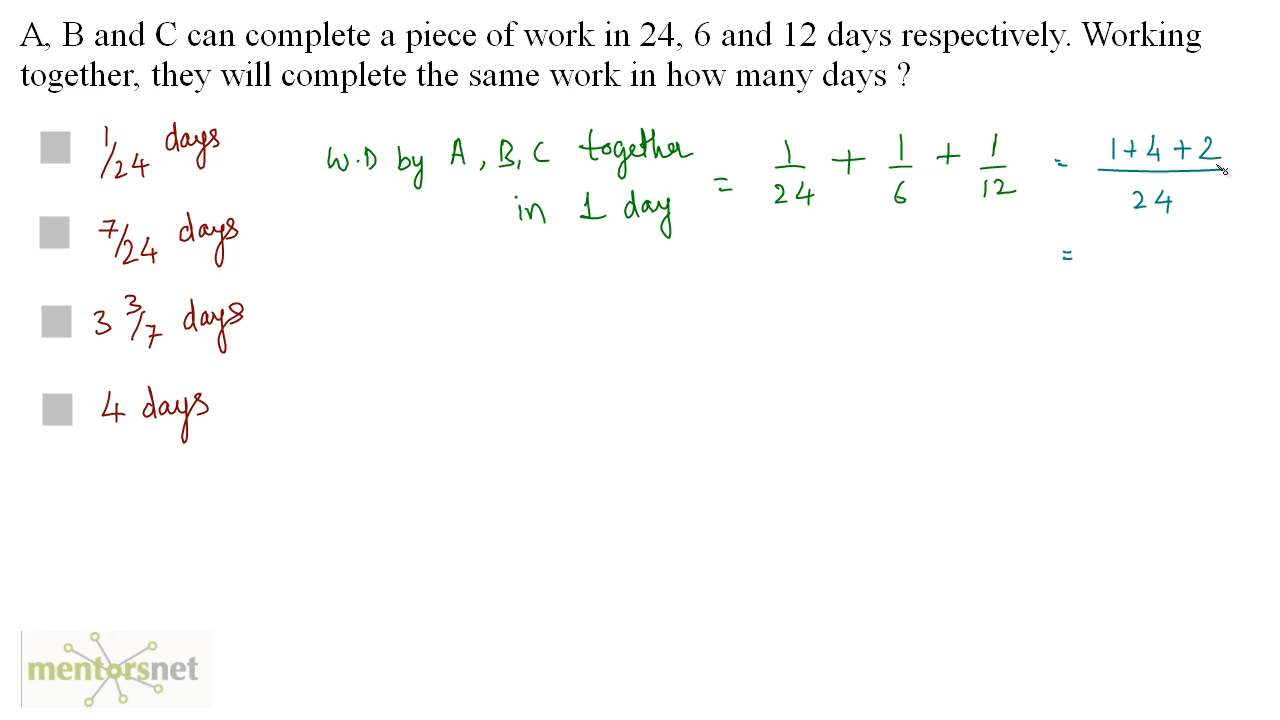 A, B and C can complete a piece of work in 24, 6 and 12 days respectively. Working
together, they will complete the same work in how many days ?
1/24 days
7/24 days
3 3/7 days
4 days
W.D by A, B, C together
in 1 day
= 1/24 + 1/6 + 1/12 = 1+4+2/24
=
mentorsnet